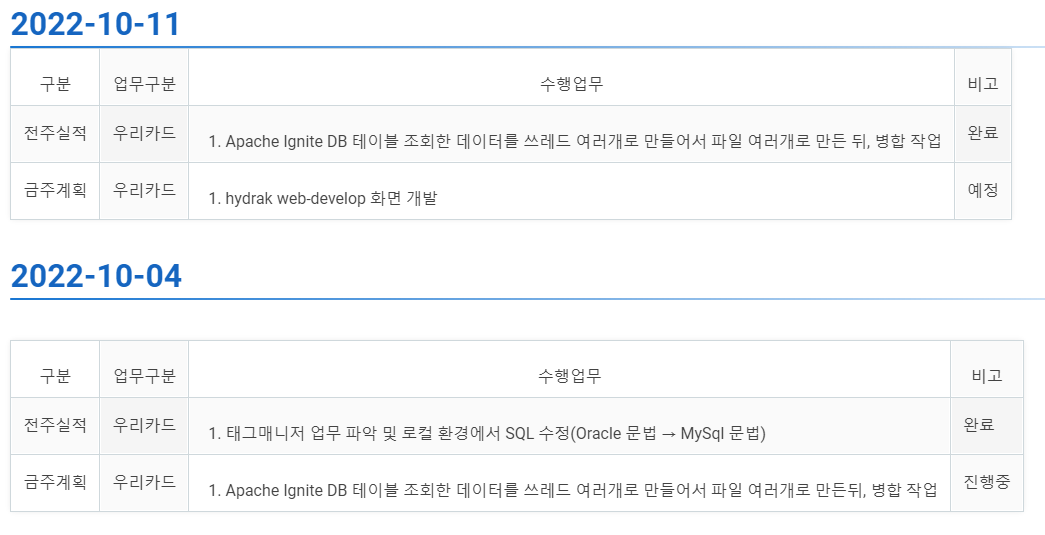 2022-10-11
구분 업무구분 수행업무 비고
전주실적 우리카드 1. Apache Ignite DB 테이블 조회한 데이터를 쓰레드 여러개로 만들어서 파일 여러개로 만든 뒤, 병합 작업 완료
금주계획 우리카드 1. hydrak web-develop 화면 개발 예정
2022-10-04
구분 업무구분 수행업무 비고
전주실적 우리카드 1. 태그매니저 업무 파악 및 로컬 환경에서 SQL 수정(Oracle 문법 → MySql 문법) 완료
금주계획 우리카드 1. Apache Ignite DB 테이블 조회한 데이터를 쓰레드 여러개로 만들어서 파일 여러개로 만든뒤, 병합 작업 진행중